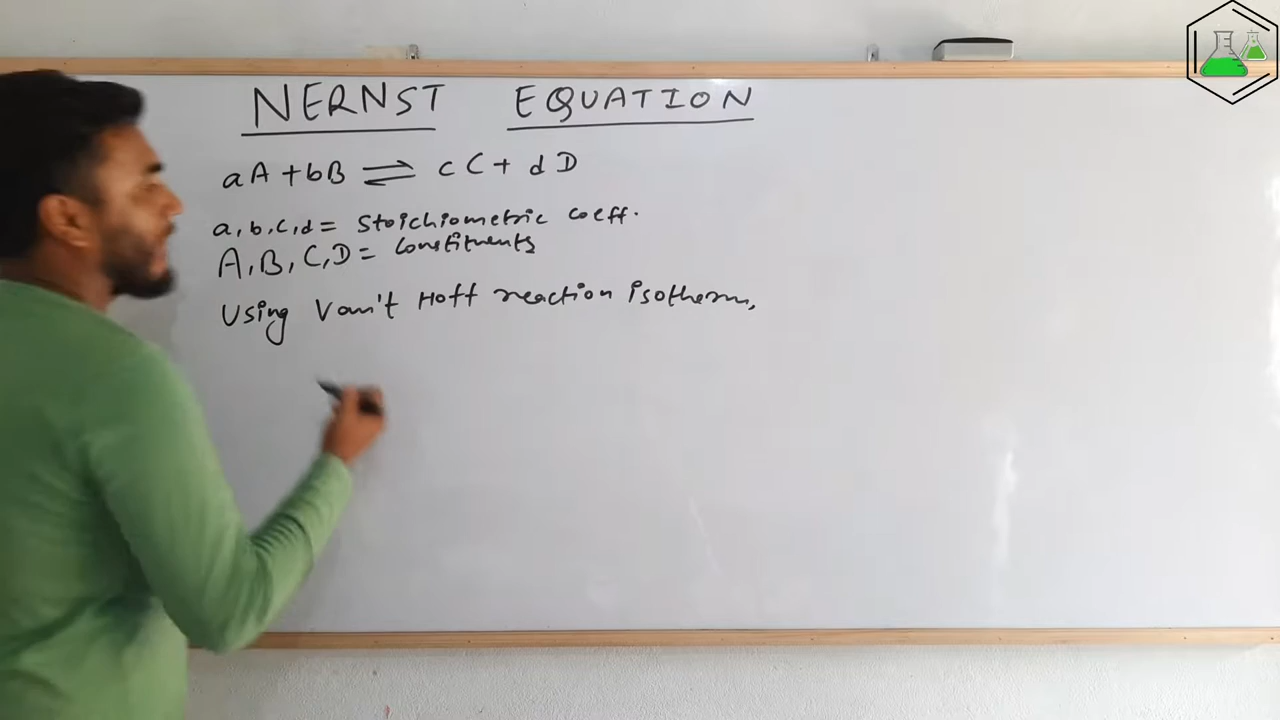 NERNST EQUATION
aA + bB ⇌ cC + dD
a, b, c, d = Stoichiometric coeff.
A, B, C, D = Constituents
Using Van't Hoff reaction isotherm,